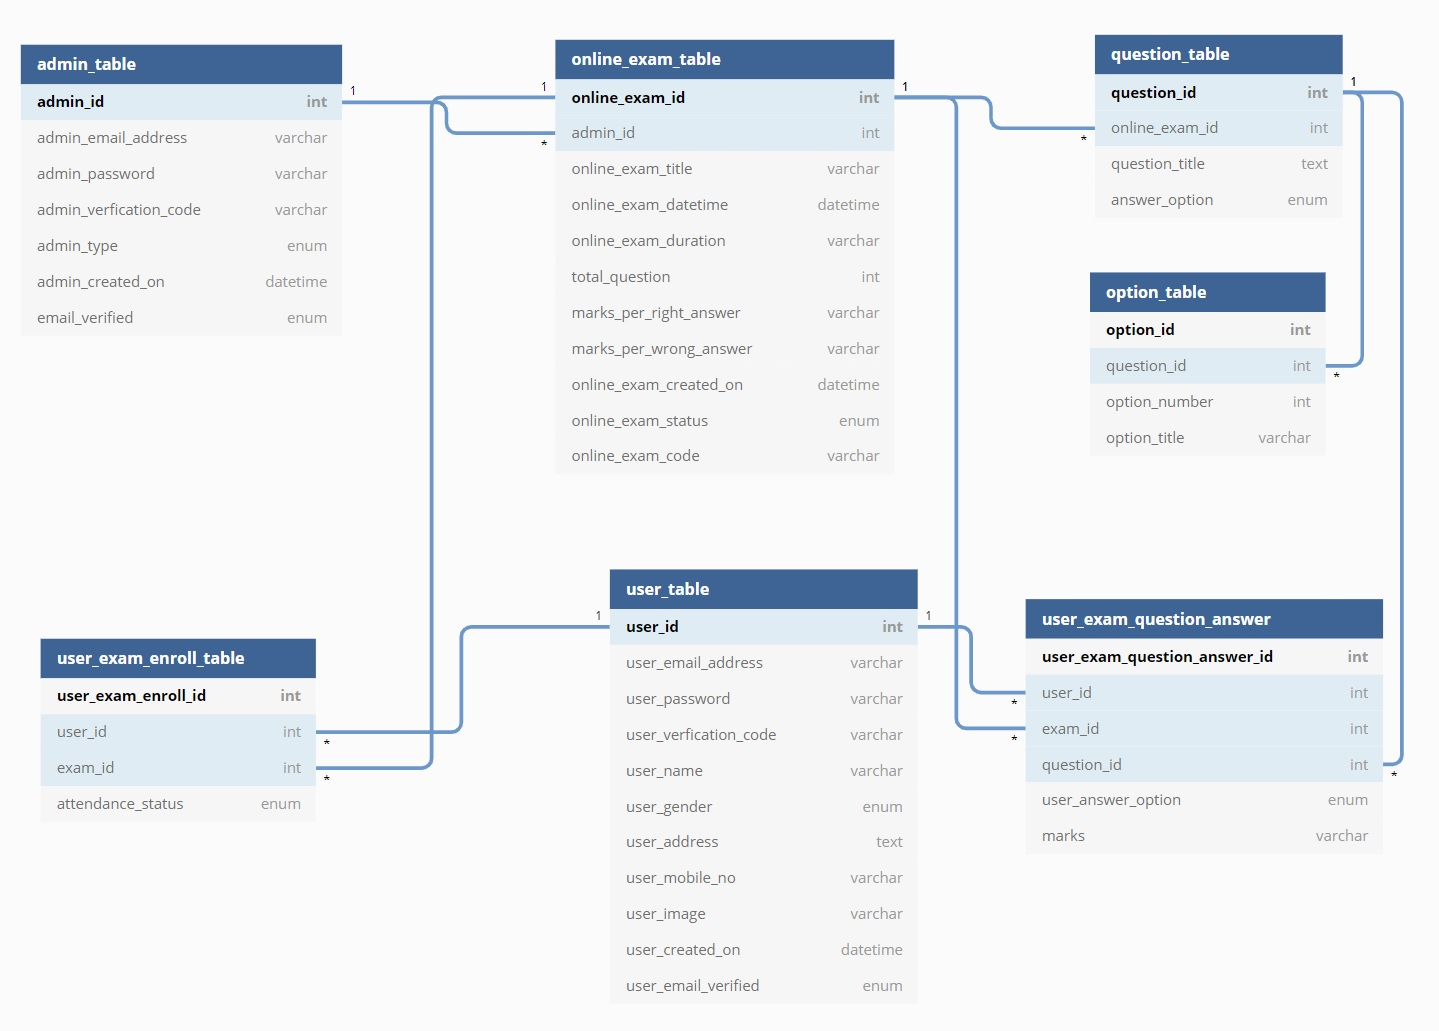 admin_table
admin_id int
admin_email_address varchar
admin_password varchar
admin_verfication_code varchar
admin_type enum
admin_created_on datetime
email_verified enum
1
*
1
online_exam_table
online_exam_id int
admin_id int
online_exam_title varchar
online_exam_datetime datetime
online_exam_duration varchar
total_question int
marks_per_right_answer varchar
marks_per_wrong_answer varchar
online_exam_created_on datetime
online_exam_status enum
online_exam_code varchar
1
*
question_table
question_id int
online_exam_id int
question_title text
answer_option enum
1
option_table
option_id int
question_id int
option_number int
option_title varchar
*
user_exam_enroll_table
user_exam_enroll_id int
user_id int
exam_id int
attendance_status enum
*
*
1
user_table
user_id int
user_email_address varchar
user_password varchar
user_verfication_code varchar
user_name varchar
user_gender enum
user_address text
user_mobile_no varchar
user_image varchar
user_created_on datetime
user_email_verified enum
1
*
*
user_exam_question_answer
user_exam_question_answer_id int
user_id int
exam_id int
question_id int
user_answer_option enum
marks varchar
*